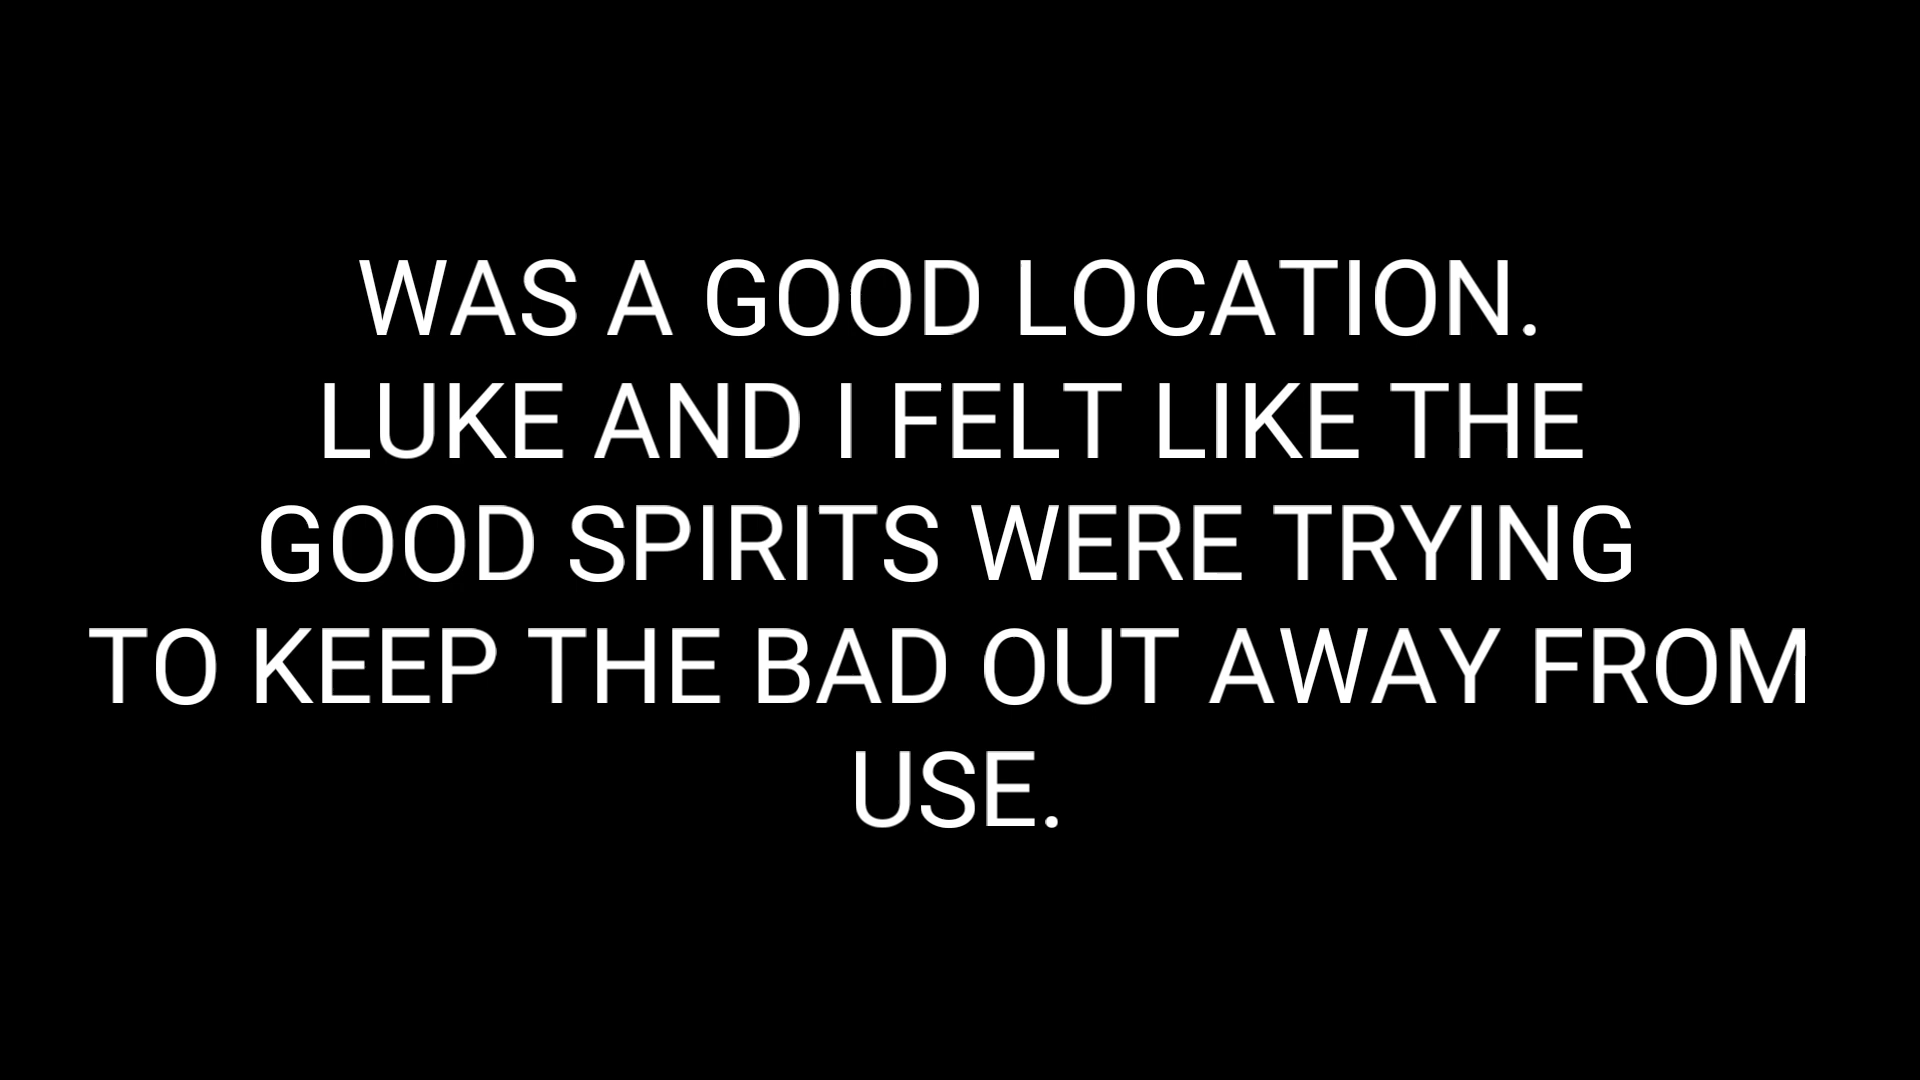 WAS A GOOD LOCATION.
LUKE AND I FELT LIKE THE
GOOD SPIRITS WERE TRYING
TO KEEP THE BAD OUT AWAY FROM
USE.